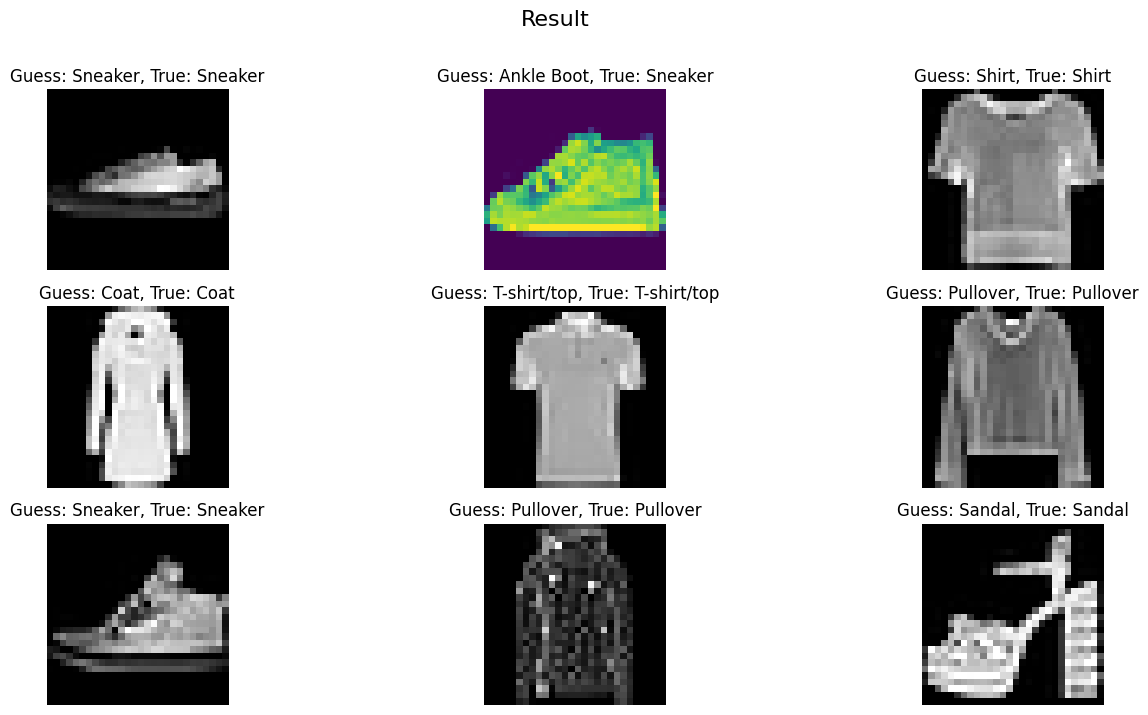 Result
Guess: Sneaker, True: Sneaker
Guess: Ankle Boot, True: Sneaker
Guess: Shirt, True: Shirt
Guess: Coat, True: Coat
Guess: T-shirt/top, True: T-shirt/top
Guess: Pullover, True: Pullover
Guess: Sneaker, True: Sneaker
Guess: Pullover, True: Pullover
Guess: Sandal, True: Sandal